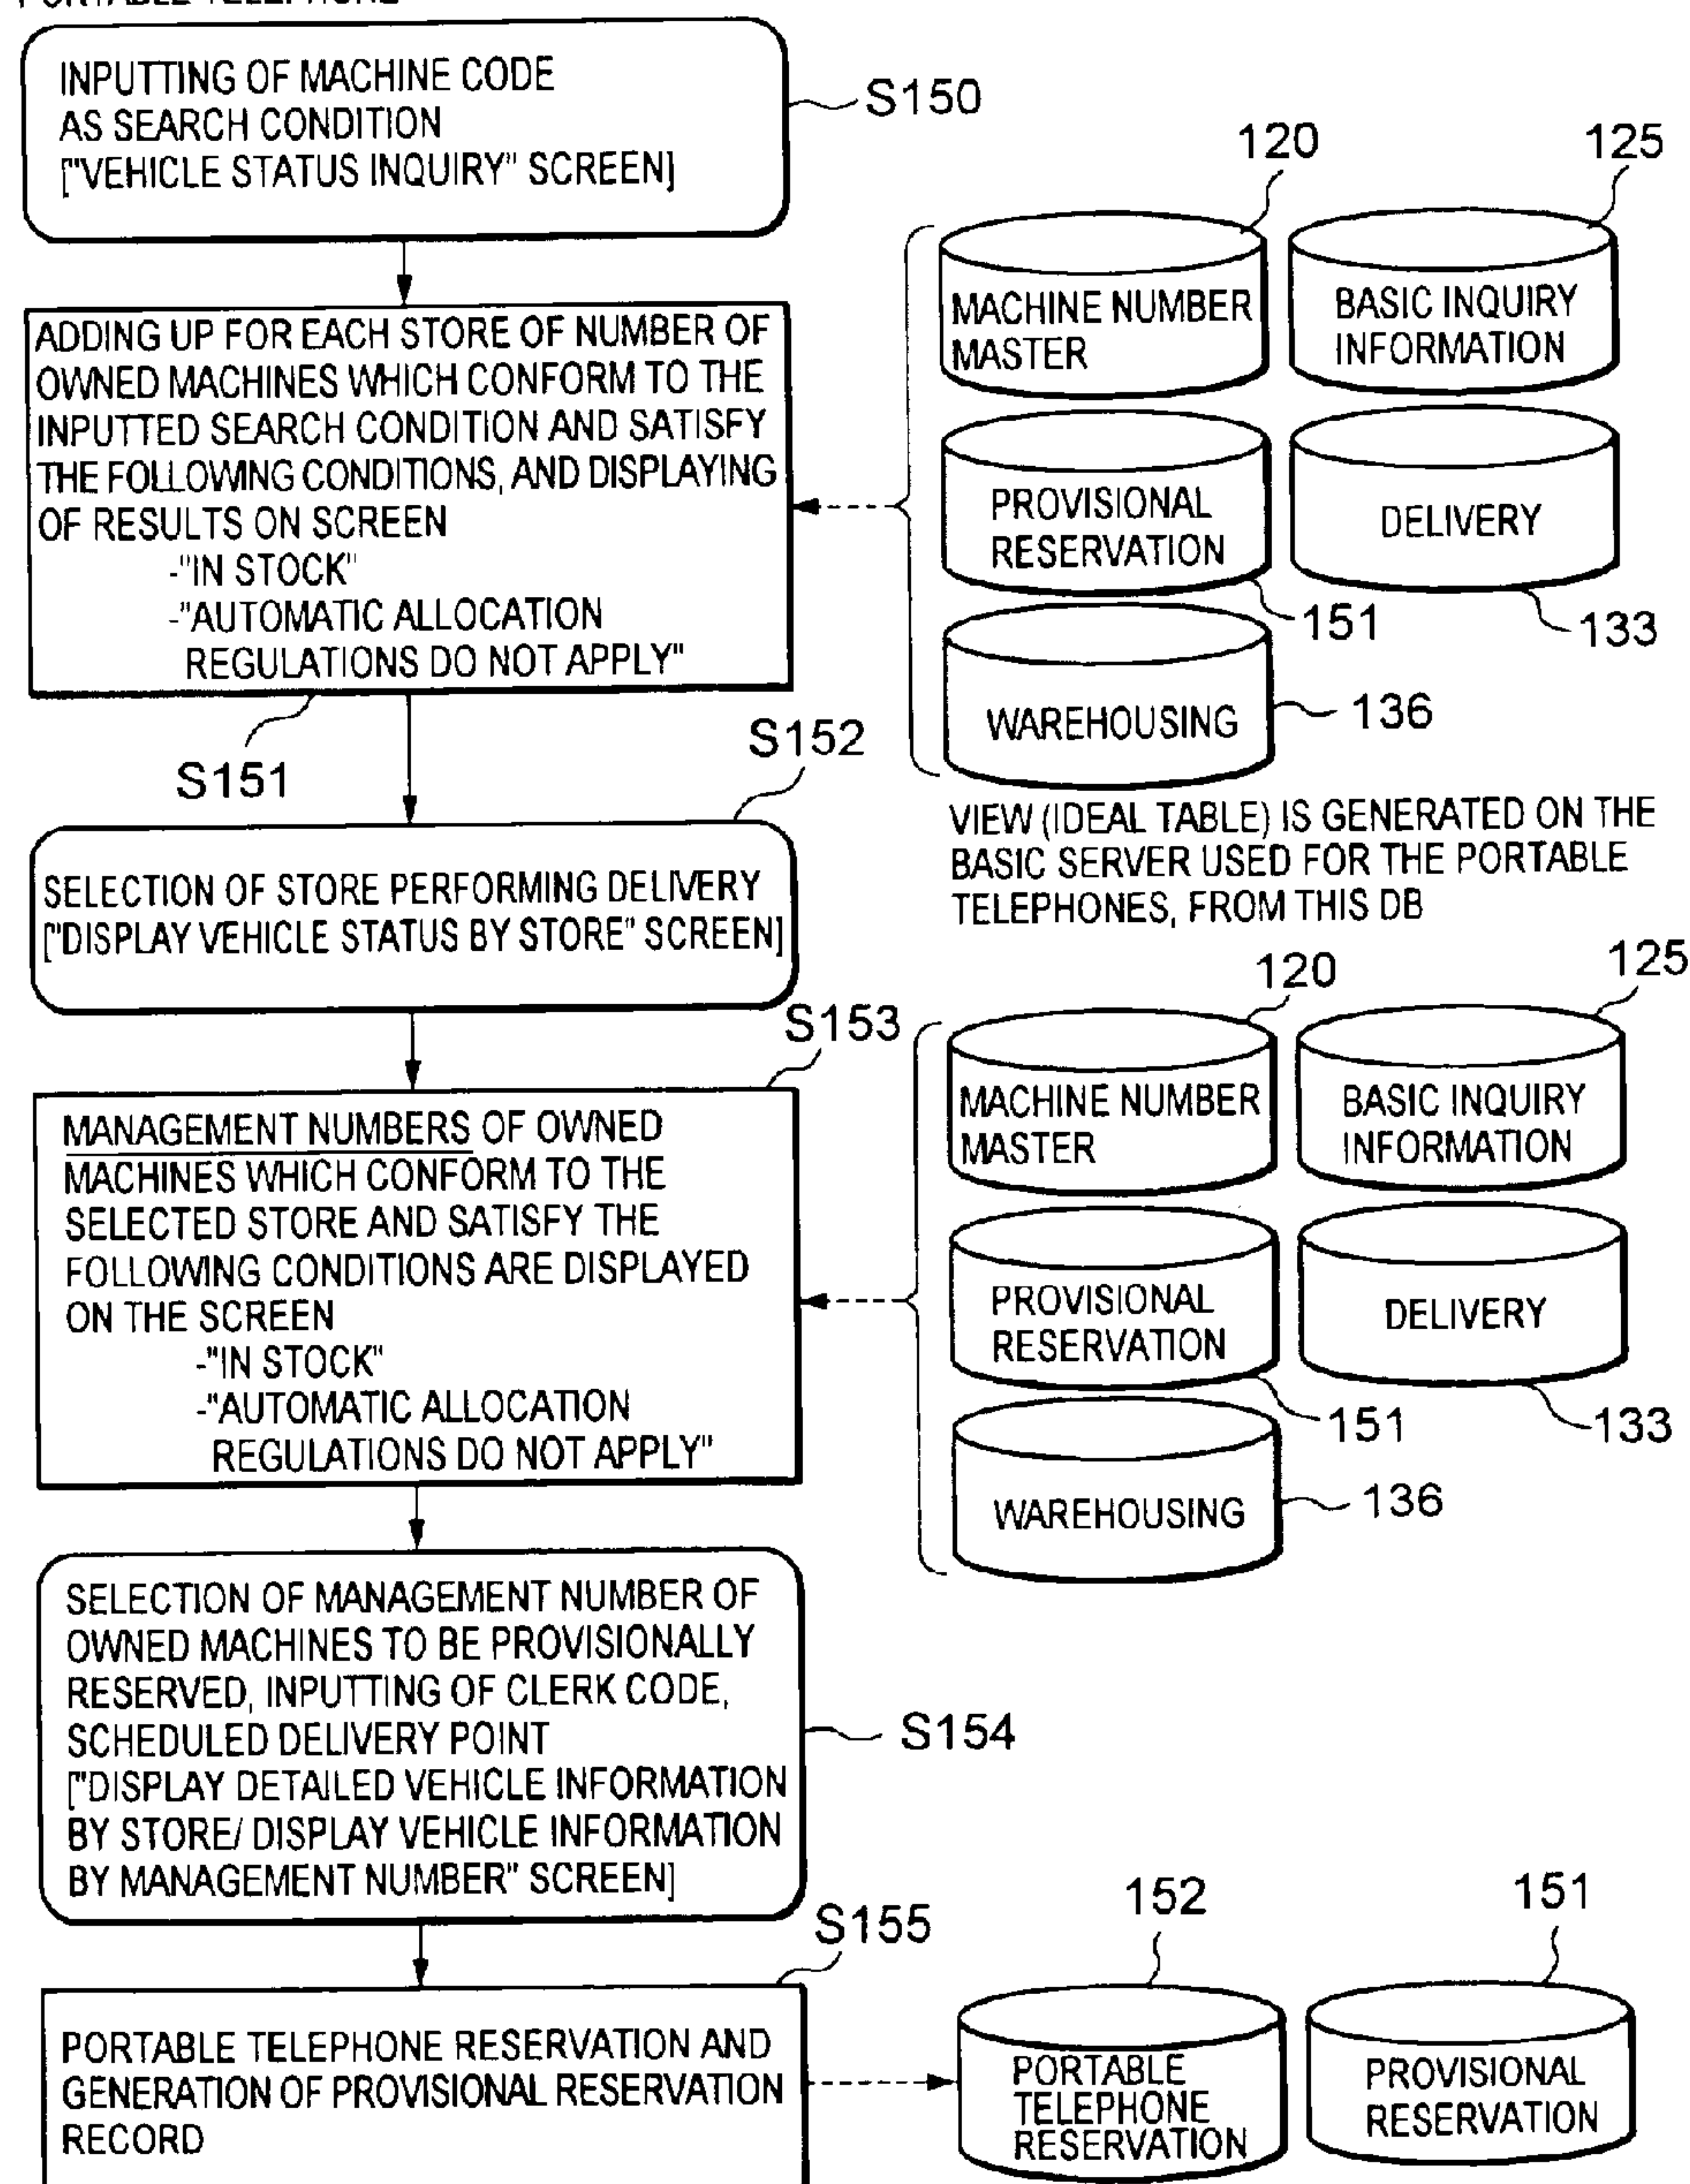 PORTABLE TELEPHONE
INPUTTING OF MACHINE CODE
AS SEARCH CONDITION
["VEHICLE STATUS INQUIRY" SCREEN]
S150
120
125
MACHINE NUMBER
MASTER
BASIC INQUIRY
INFORMATION
ADDING UP FOR EACH STORE OF NUMBER OF
OWNED MACHINES WHICH CONFORM TO THE
INPUTTED SEARCH CONDITION AND SATISFY
THE FOLLOWING CONDITIONS, AND DISPLAYING
OF RESULTS ON SCREEN
-"IN STOCK"
-"AUTOMATIC ALLOCATION
REGULATIONS DO NOT APPLY"
PROVISIONAL
RESERVATION
DELIVERY
151
133
WAREHOUSING
136
S151
S152
VIEW (IDEAL TABLE) IS GENERATED ON THE
BASIC SERVER USED FOR THE PORTABLE
TELEPHONES, FROM THIS DB
SELECTION OF STORE PERFORMING DELIVERY
["DISPLAY VEHICLE STATUS BY STORE" SCREEN]
S153
120
125
MACHINE NUMBER
MASTER
BASIC INQUIRY
INFORMATION
MANAGEMENT NUMBERS OF OWNED
MACHINES WHICH CONFORM TO THE
SELECTED STORE AND SATISFY THE
FOLLOWING CONDITIONS ARE DISPLAYED
ON THE SCREEN
-"IN STOCK"
-"AUTOMATIC ALLOCATION
REGULATIONS DO NOT APPLY"
PROVISIONAL
RESERVATION
DELIVERY
151
133
WAREHOUSING
136
SELECTION OF MANAGEMENT NUMBER OF
OWNED MACHINES TO BE PROVISIONALLY
RESERVED, INPUTTING OF CLERK CODE,
SCHEDULED DELIVERY POINT
["DISPLAY DETAILED VEHICLE INFORMATION
BY STORE/ DISPLAY VEHICLE INFORMATION
BY MANAGEMENT NUMBER" SCREEN]
S154
S155
152
151
PORTABLE TELEPHONE RESERVATION AND
GENERATION OF PROVISIONAL RESERVATION
RECORD
PORTABLE
TELEPHONE
RESERVATION
PROVISIONAL
RESERVATION